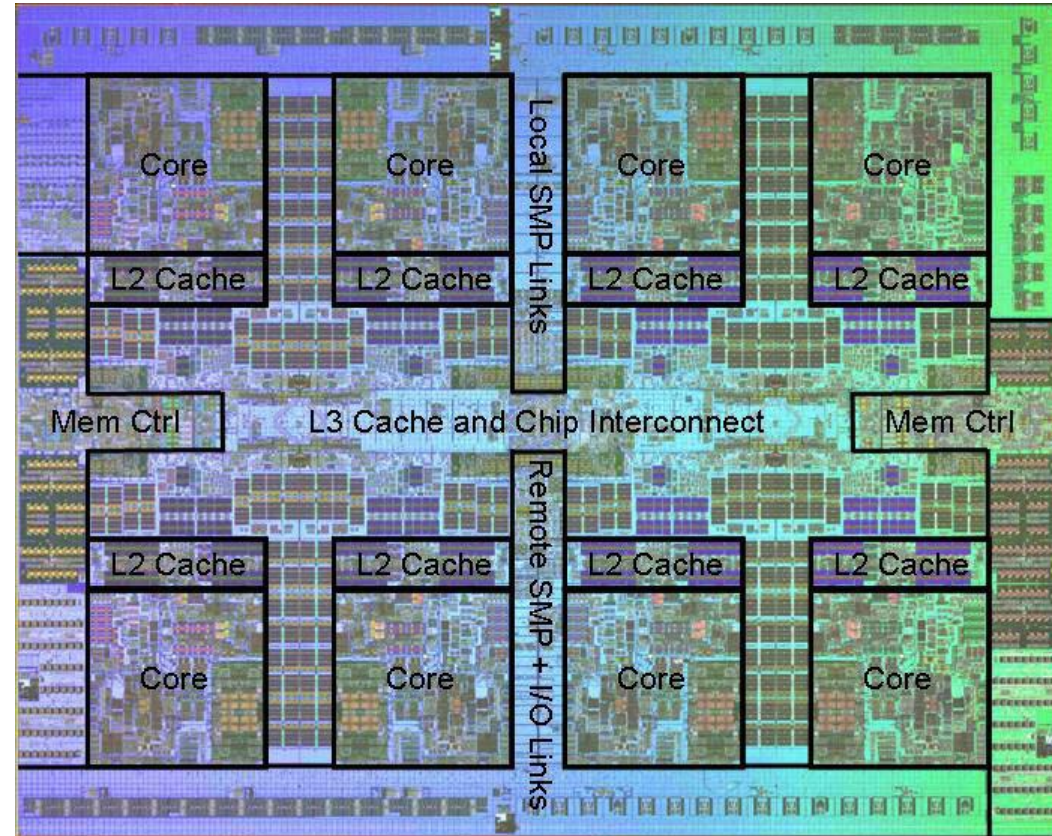 Core
Core
Core
Core
Local SMP Links
L2 Cache
L2 Cache
L2 Cache
L2 Cache
Mem Ctrl
L3 Cache and Chip Interconnect
Mem Ctrl
Remote SMP + I/O Links
L2 Cache
L2 Cache
L2 Cache
L2 Cache
Core
Core
Core
Core